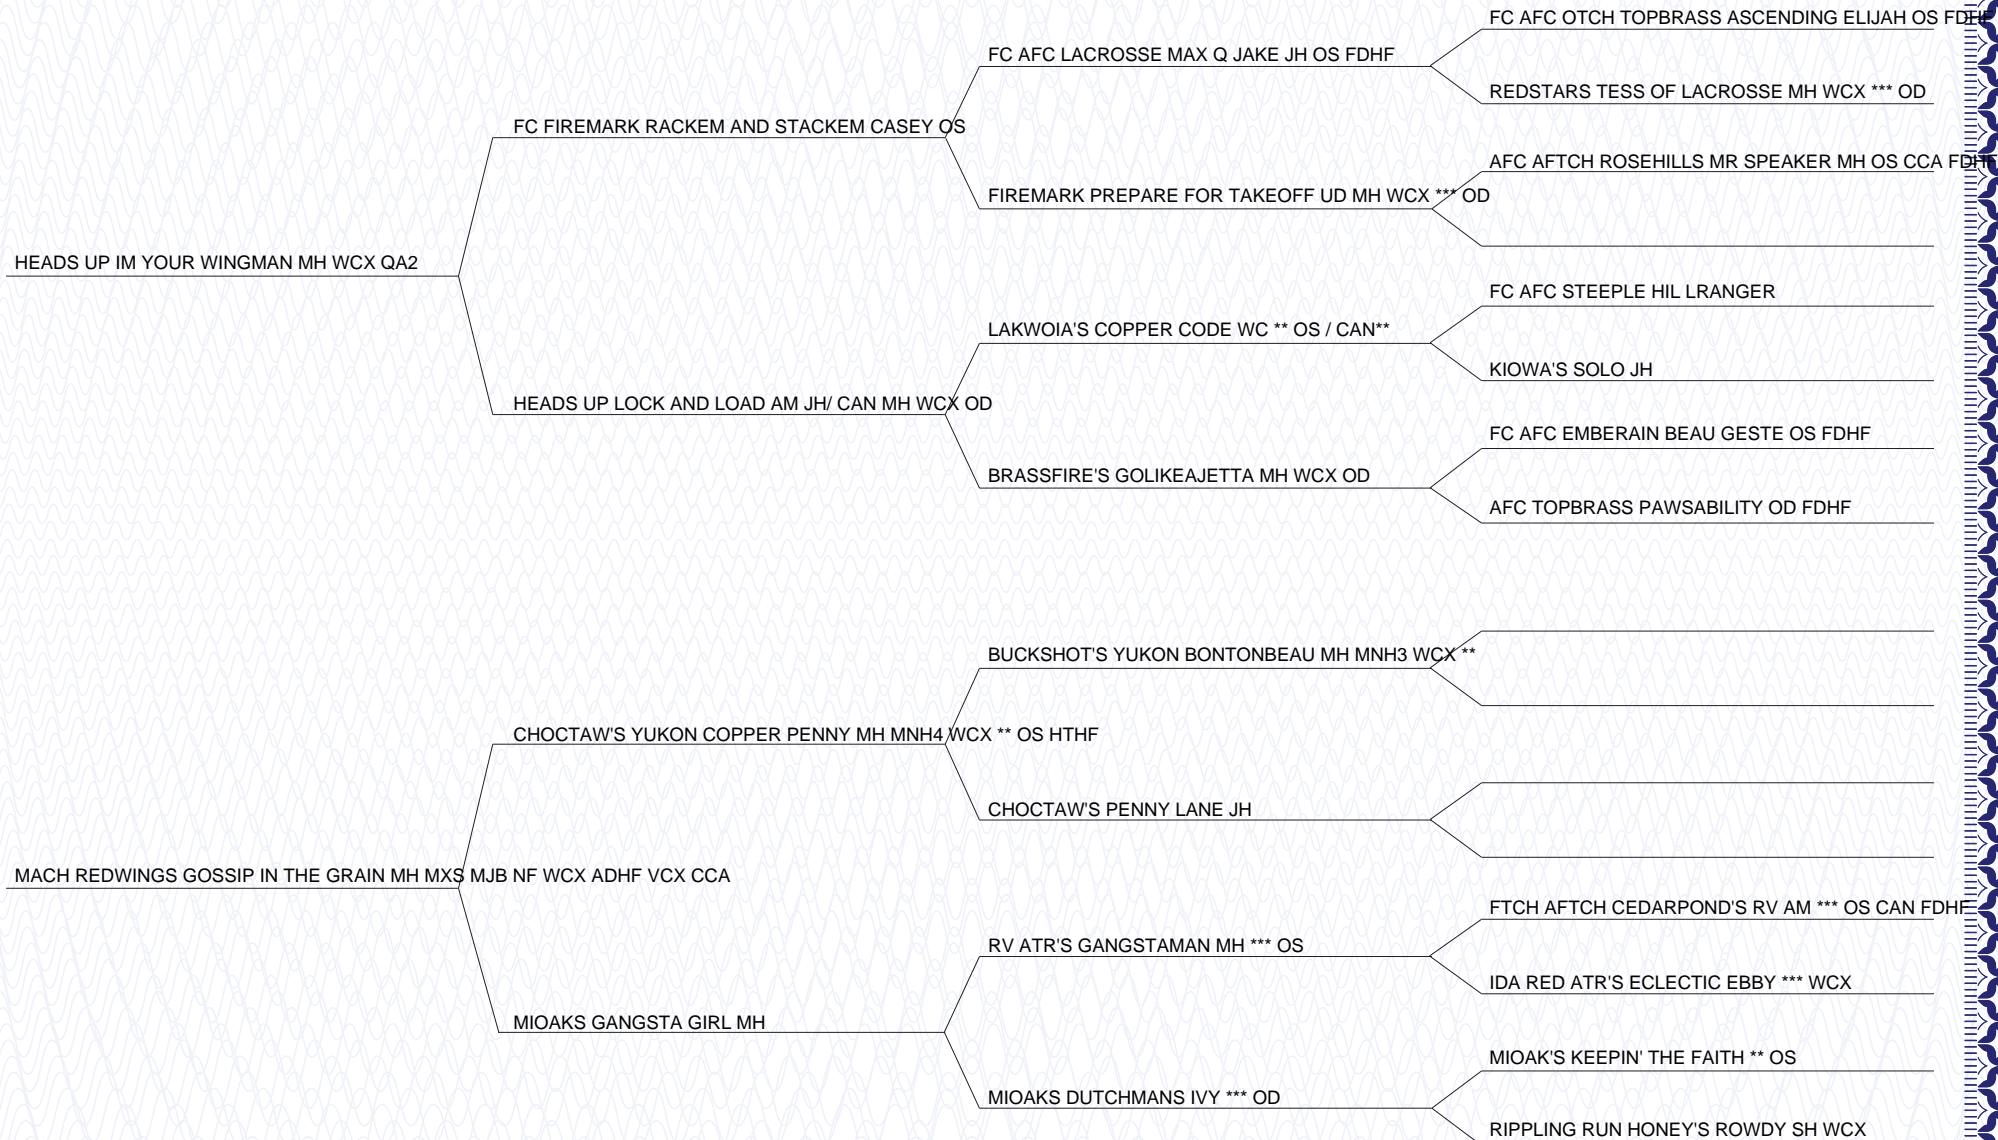 FC AFC OTCH TOPBRASS ASCENDING ELIJAH OS FDHF
FC AFC LACROSSE MAX Q JAKE JH OS FDHF
REDSTARS TESS OF LACROSSE MH WCX *** OD
FC FIREMARK RACKEM AND STACKEM CASEY OS
AFC AFTCH ROSEHILLS MR SPEAKER MH OS CCA FDHF
FIREMARK PREPARE FOR TAKEOFF UD MH WCX *** OD
HEADS UP IM YOUR WINGMAN MH WCX QA2
FC AFC STEEPLE HIL LRANGER
LAKWOIA'S COPPER CODE WC ** OS / CAN**
KIOWA'S SOLO JH
HEADS UP LOCK AND LOAD AM JH/ CAN MH WCX OD
FC AFC EMBERAIN BEAU GESTE OS FDHF
BRASSFIRE'S GOLIKEAJETTA MH WCX OD
AFC TOPBRASS PAWSABILITY OD FDHF
BUCKSHOT'S YUKON BONTONBEAU MH MNH3 WCX **
CHOCTAW'S YUKON COPPER PENNY MH MNH4 WCX ** OS HTHF
CHOCTAW'S PENNY LANE JH
MACH REDWINGS GOSSIP IN THE GRAIN MH MXS MJB NF WCX ADHF VCX CCA
FTCH AFTCH CEDARPOND'S RV AM *** OS CAN FDHF
RV ATR'S GANGSTAMAN MH *** OS
IDA RED ATR'S ECLECTIC EBBY *** WCX
MIOAKS GANGSTA GIRL MH
MIOAK'S KEEPIN' THE FAITH ** OS
MIOAKS DUTCHMANS IVY *** OD
RIPPLING RUN HONEY'S ROWDY SH WCX